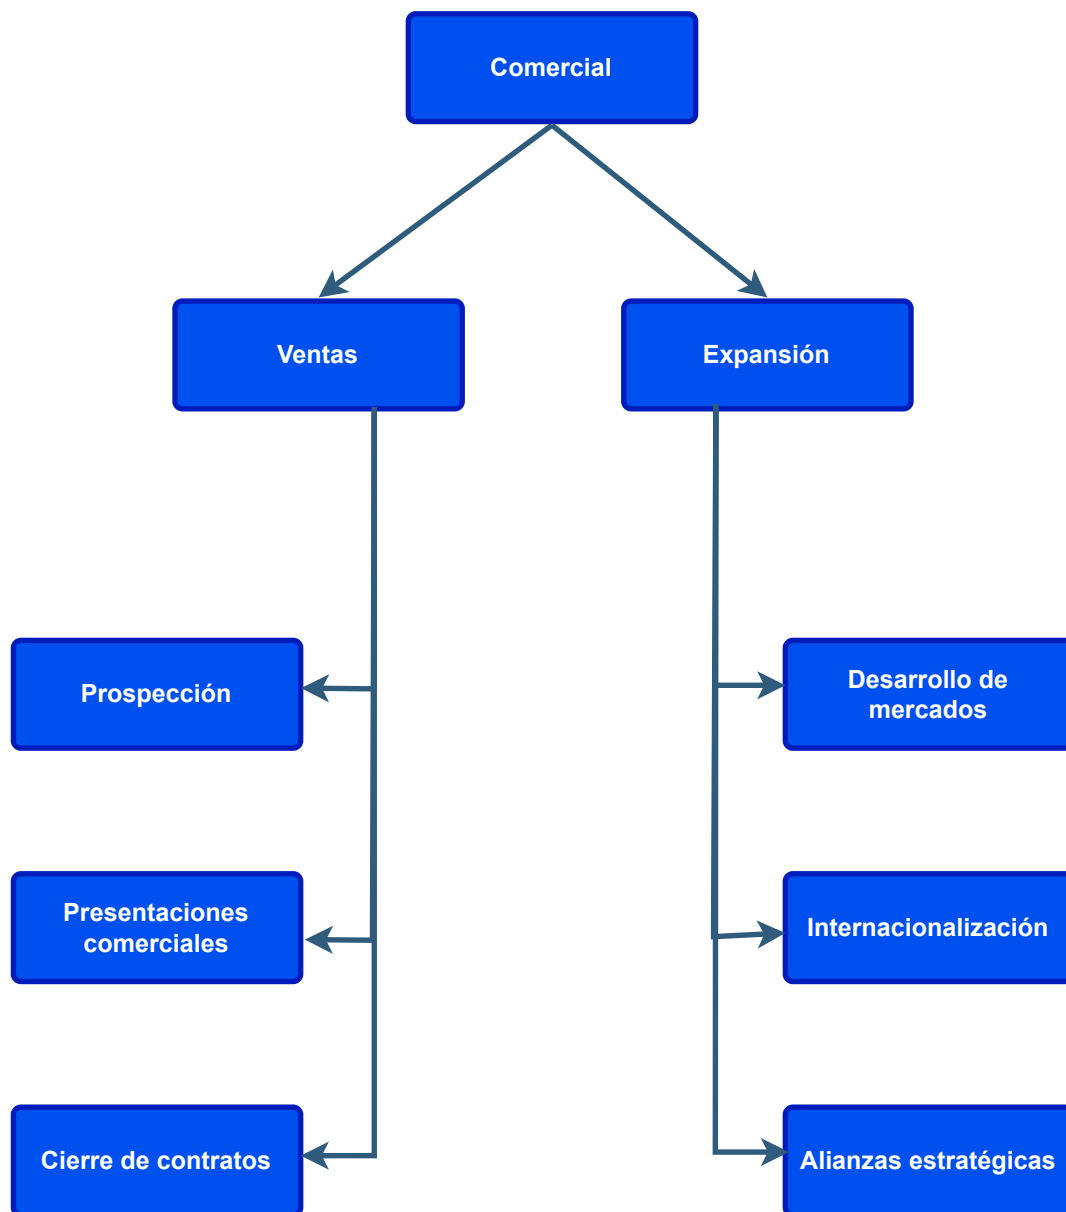 Comercial
Ventas
Expansión
Prospección
Desarrollo de
mercados
Presentaciones
comerciales
Internacionalización
Cierre de contratos
Alianzas estratégicas